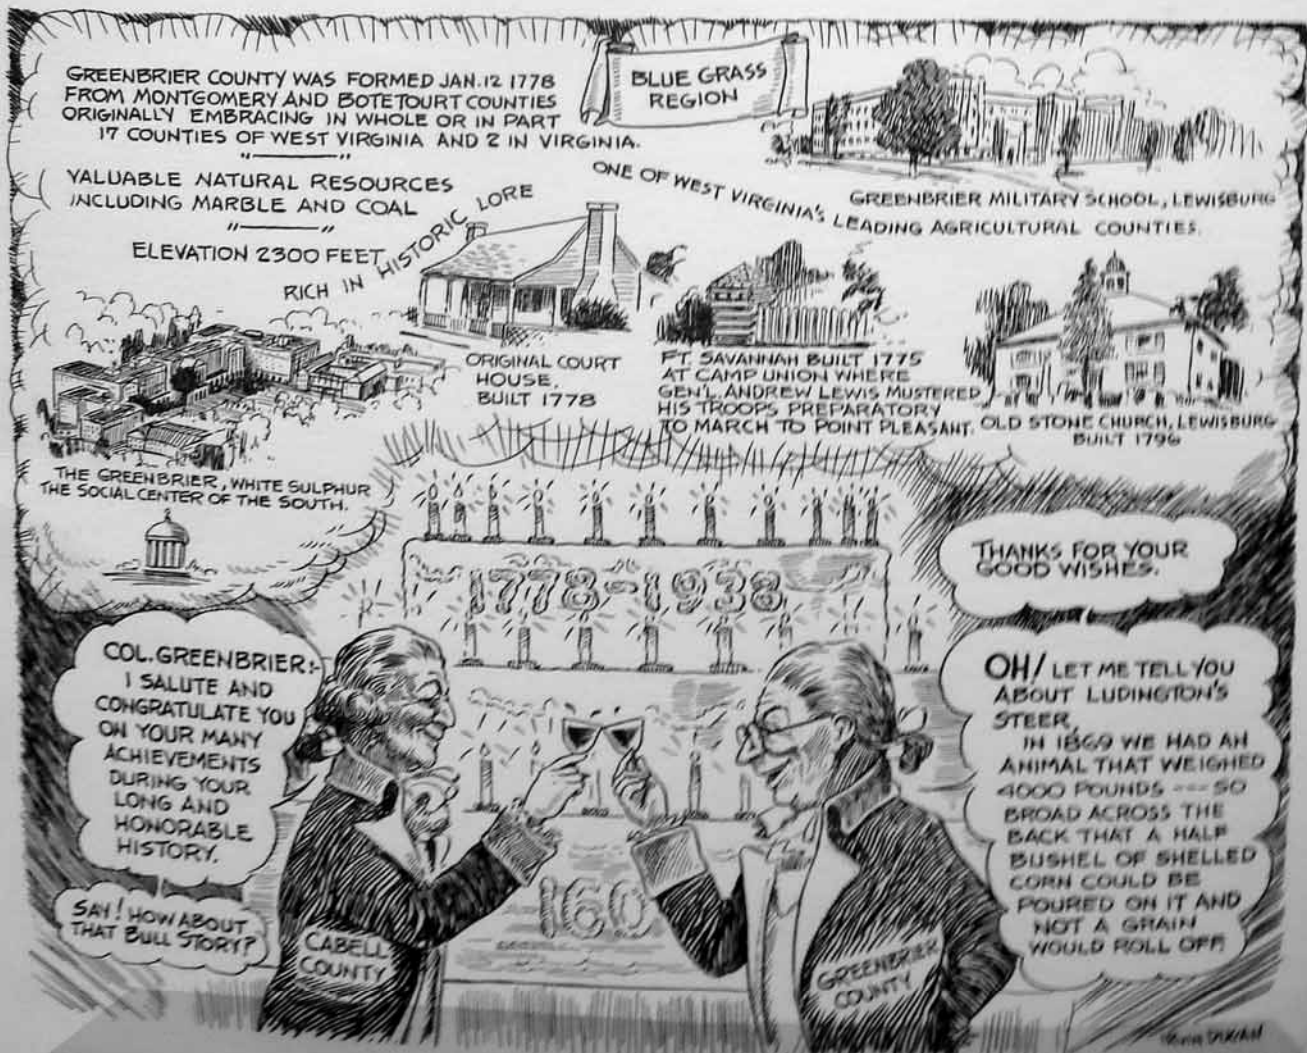 GREENBRIER COUNTY WAS FORMED JAN. 12 1778
FROM MONTGOMERY AND BOTETOURT COUNTIES
ORIGINALLY EMBRACING IN WHOLE OR IN PART
17 COUNTIES OF WEST VIRGINIA AND 2 IN VIRGINIA.
VALUABLE NATURAL RESOURCES
INCLUDING MARBLE AND COAL
ELEVATION 2300 FEET
RICH IN HISTORIC LORE
BLUE GRASS
REGION
ONE OF WEST VIRGINIA'S LEADING AGRICULTURAL COUNTIES.
GREENBRIER MILITARY SCHOOL, LEWISBURG
ORIGINAL COURT
HOUSE,
BUILT 1778
FT. SAVANNAH BUILT 1775
AT CAMP UNION WHERE
GEN'L. ANDREW LEWIS MUSTERED
HIS TROOPS PREPARATORY
TO MARCH TO POINT PLEASANT.
OLD STONE CHURCH, LEWISBURG
BUILT 1796
THE GREENBRIER, WHITE SULPHUR
THE SOCIAL CENTER OF THE SOUTH.
1778-1938
160
COL. GREENBRIER:-
I SALUTE AND
CONGRATULATE YOU
ON YOUR MANY
ACHIEVEMENTS
DURING YOUR
LONG AND
HONORABLE
HISTORY.
SAY! HOW ABOUT
THAT BULL STORY?
CABELL
COUNTY
THANKS FOR YOUR
GOOD WISHES.
OH! LET ME TELL YOU
ABOUT LUDINGTON'S
STEER,
IN 1869 WE HAD AN
ANIMAL THAT WEIGHED
4000 POUNDS --- SO
BROAD ACROSS THE
BACK THAT A HALF
BUSHEL OF SHELLED
CORN COULD BE
POURED ON IT AND
NOT A GRAIN
WOULD ROLL OFF.
GREENBRIER
COUNTY